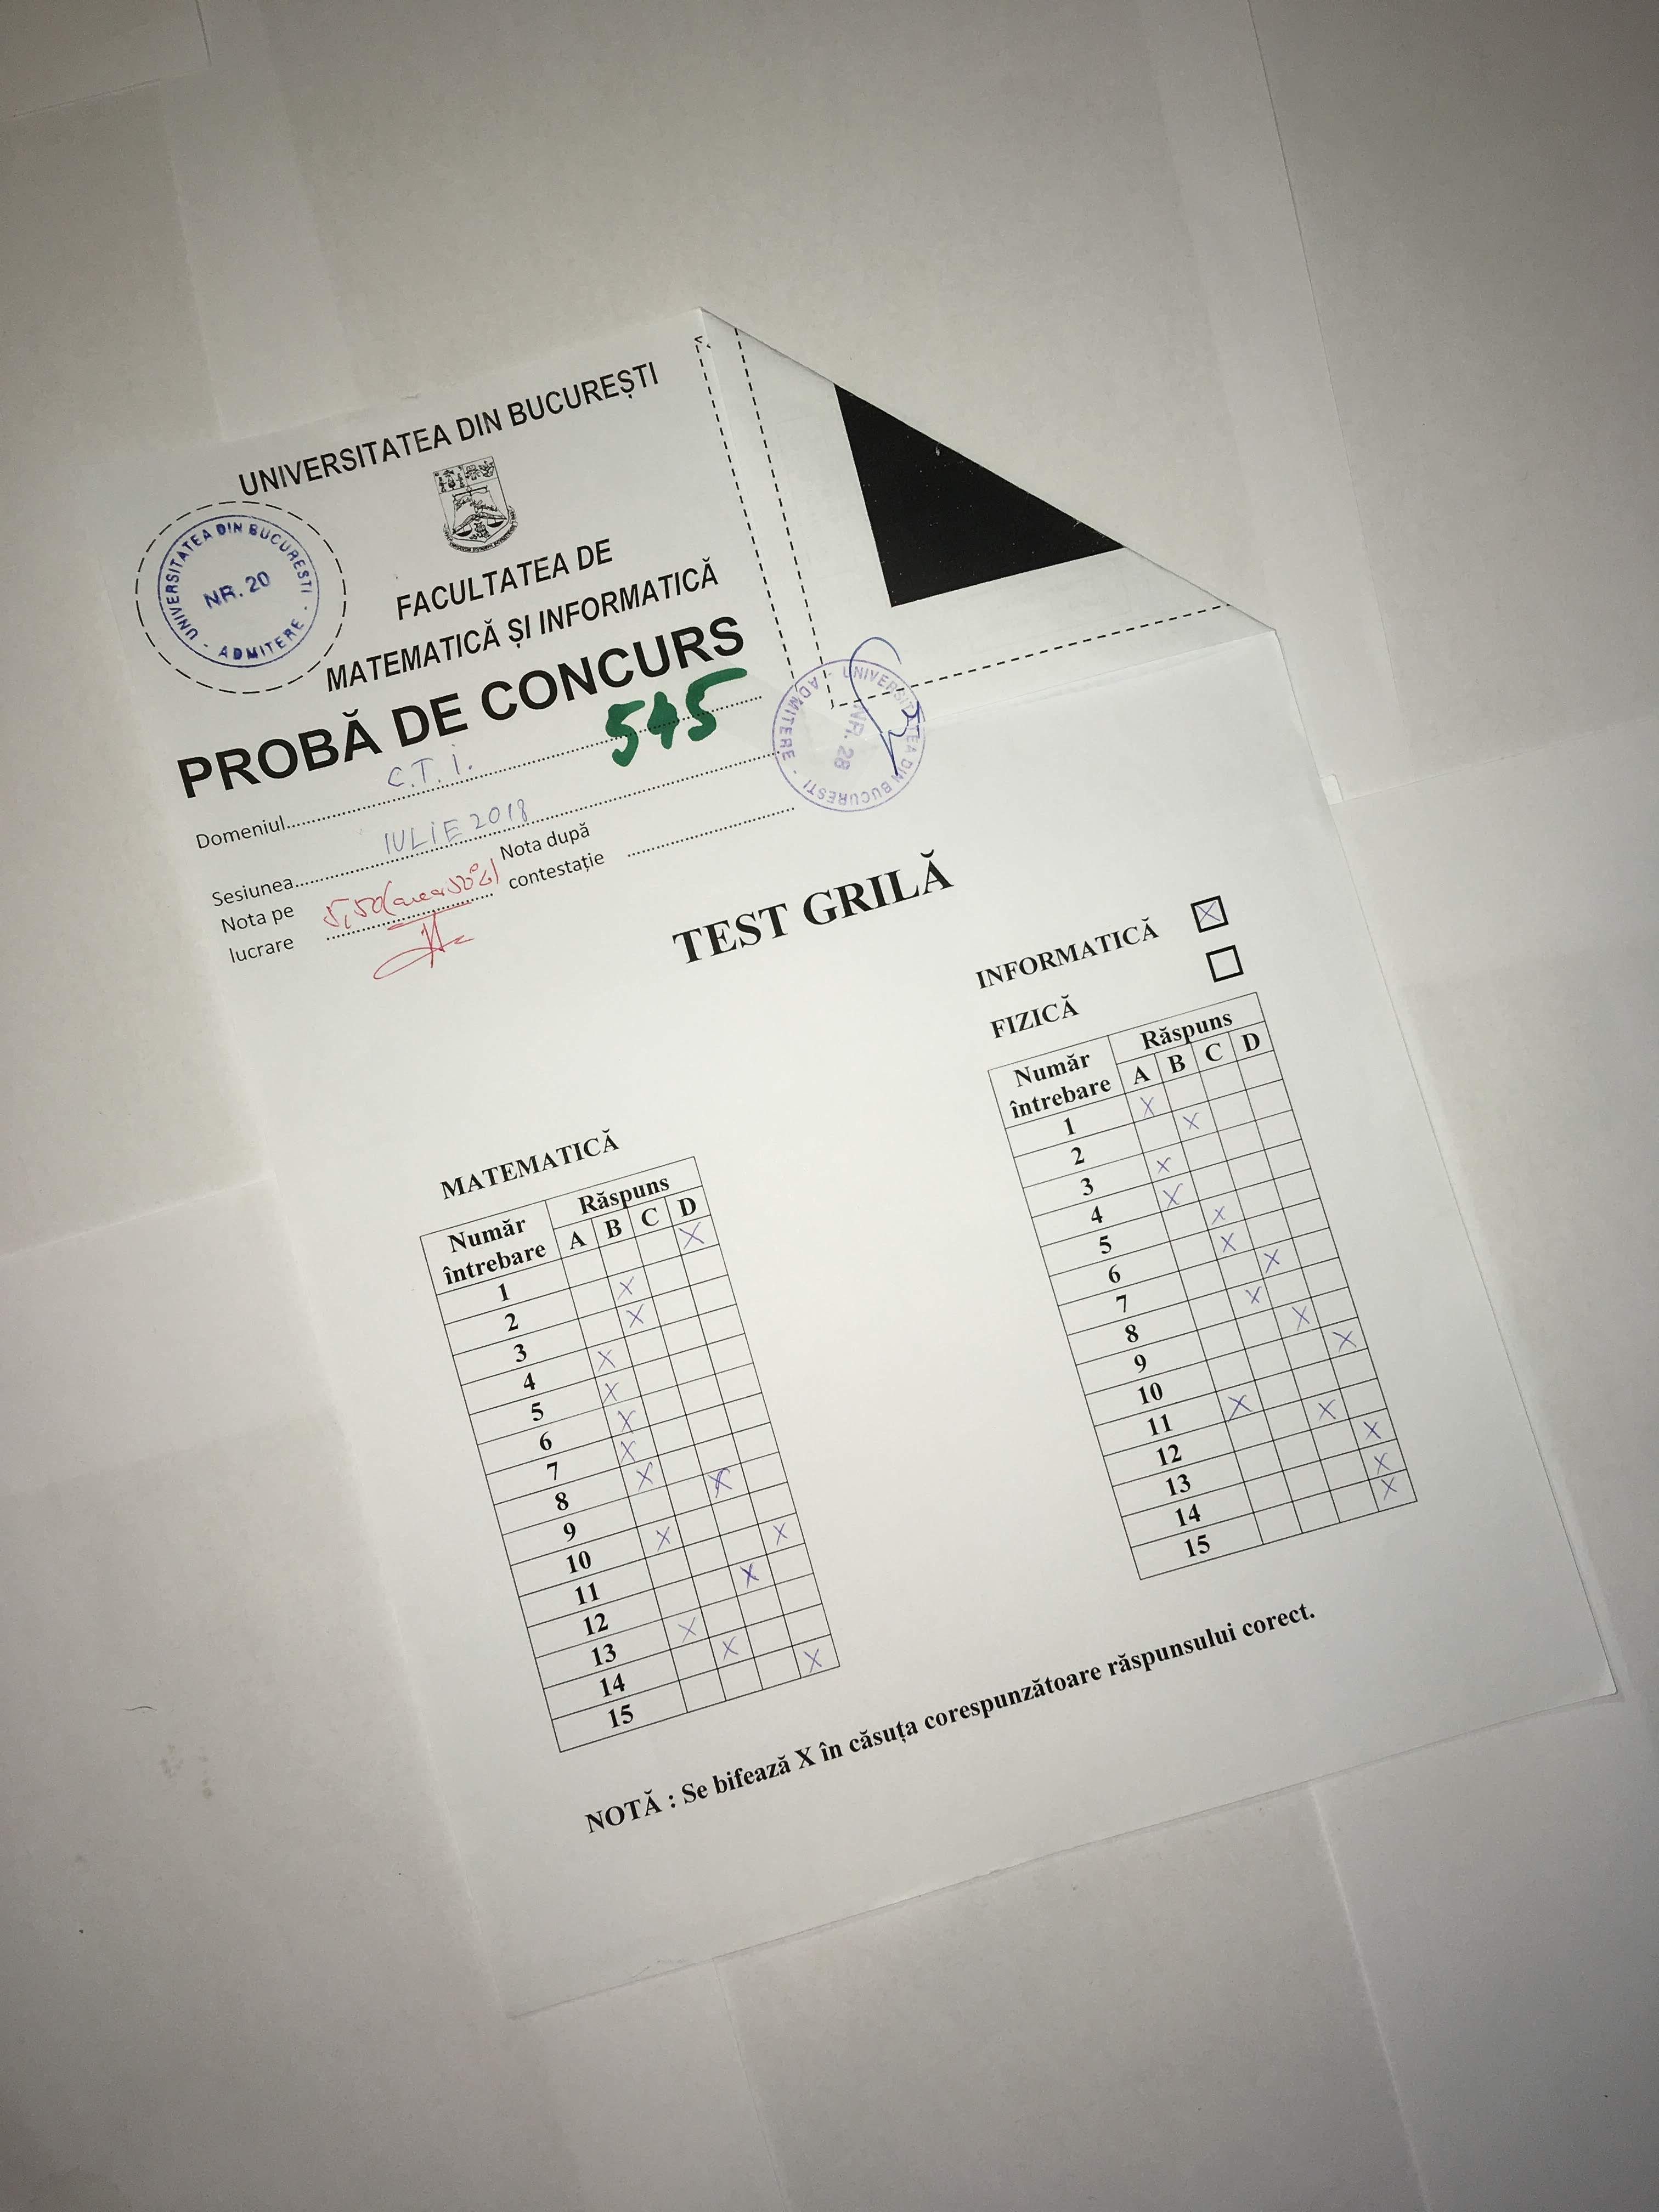 UNIVERSITATEA DIN BUCUREȘTI
UNIVERSITATEA DIN BUCURESTI - ADMITERE -
NR. 20
FACULTATEA DE
MATEMATICĂ ȘI INFORMATICĂ
PROBĂ DE CONCURS
545
Domeniul C.T.I.
Sesiunea IULIE 2018
Nota pe lucrare 5,50
Nota după contestație
UNIVERSITATEA DIN BUCURESTI - ADMITERE -
NR. 28
TEST GRILĂ
INFORMATICĂ X
FIZICĂ
MATEMATICĂ
Număr întrebare Răspuns
A B C D
1
2
3
4
5
6
7
8
9
10
11
12
13
14
15
Număr întrebare Răspuns
A B C D
1
2
3
4
5
6
7
8
9
10
11
12
13
14
15
NOTĂ : Se bifează X în căsuța corespunzătoare răspunsului corect.